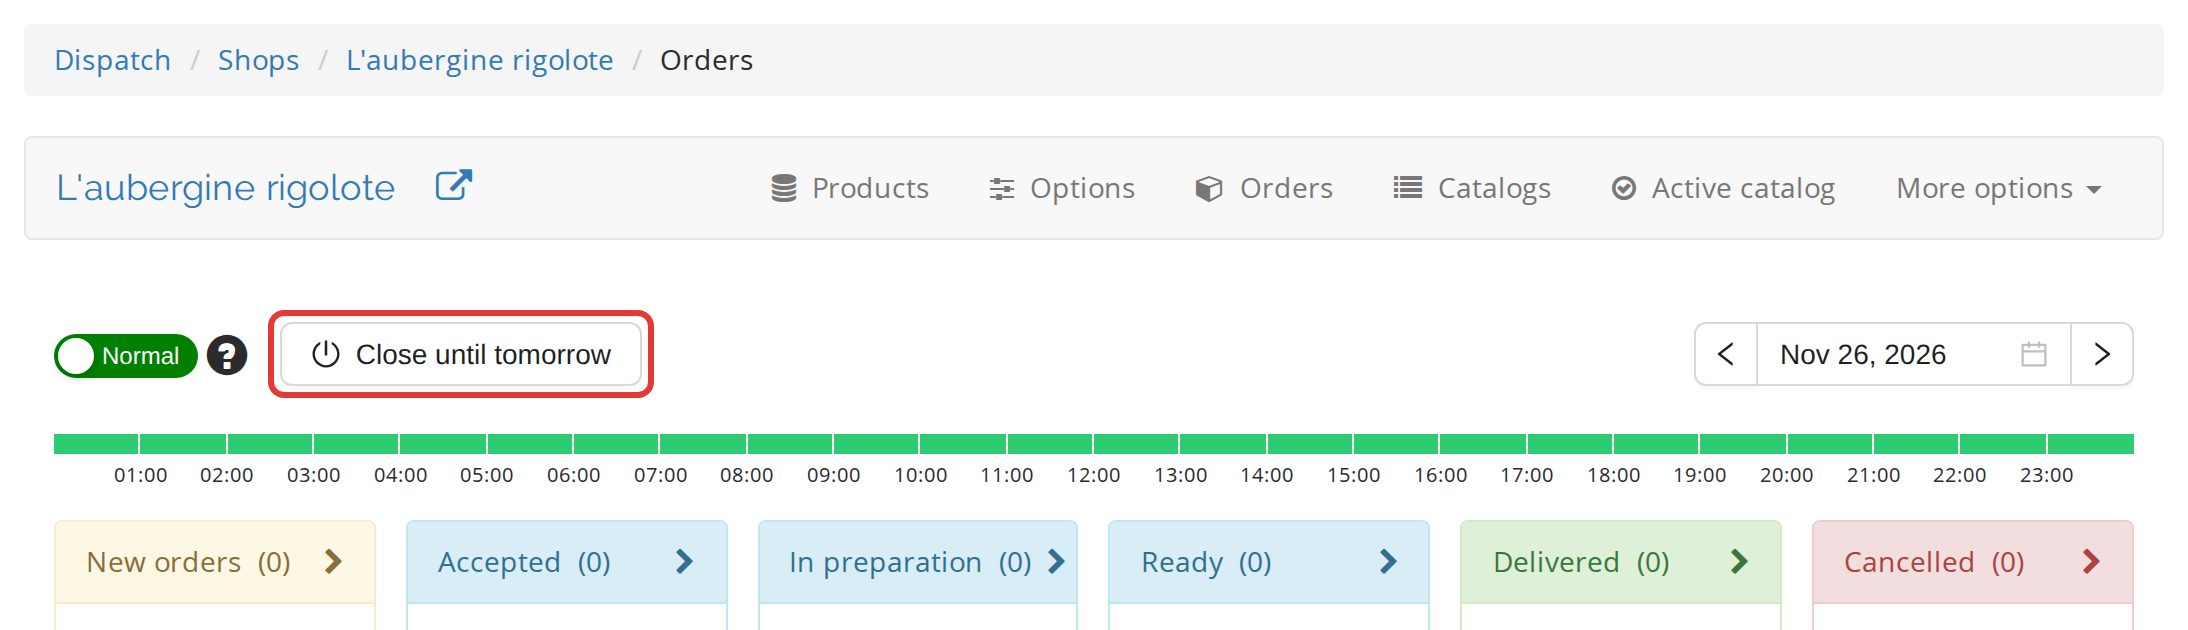 Dispatch / Shops / L'aubergine rigolote / Orders
L'aubergine rigolote Products Options Orders Catalogs Active catalog More options
Normal ? Close until tomorrow < Nov 26, 2026 >
01:00 02:00 03:00 04:00 05:00 06:00 07:00 08:00 09:00 10:00 11:00 12:00 13:00 14:00 15:00 16:00 17:00 18:00 19:00 20:00 21:00 22:00 23:00
New orders (0) Accepted (0) In preparation (0) Ready (0) Delivered (0) Cancelled (0)